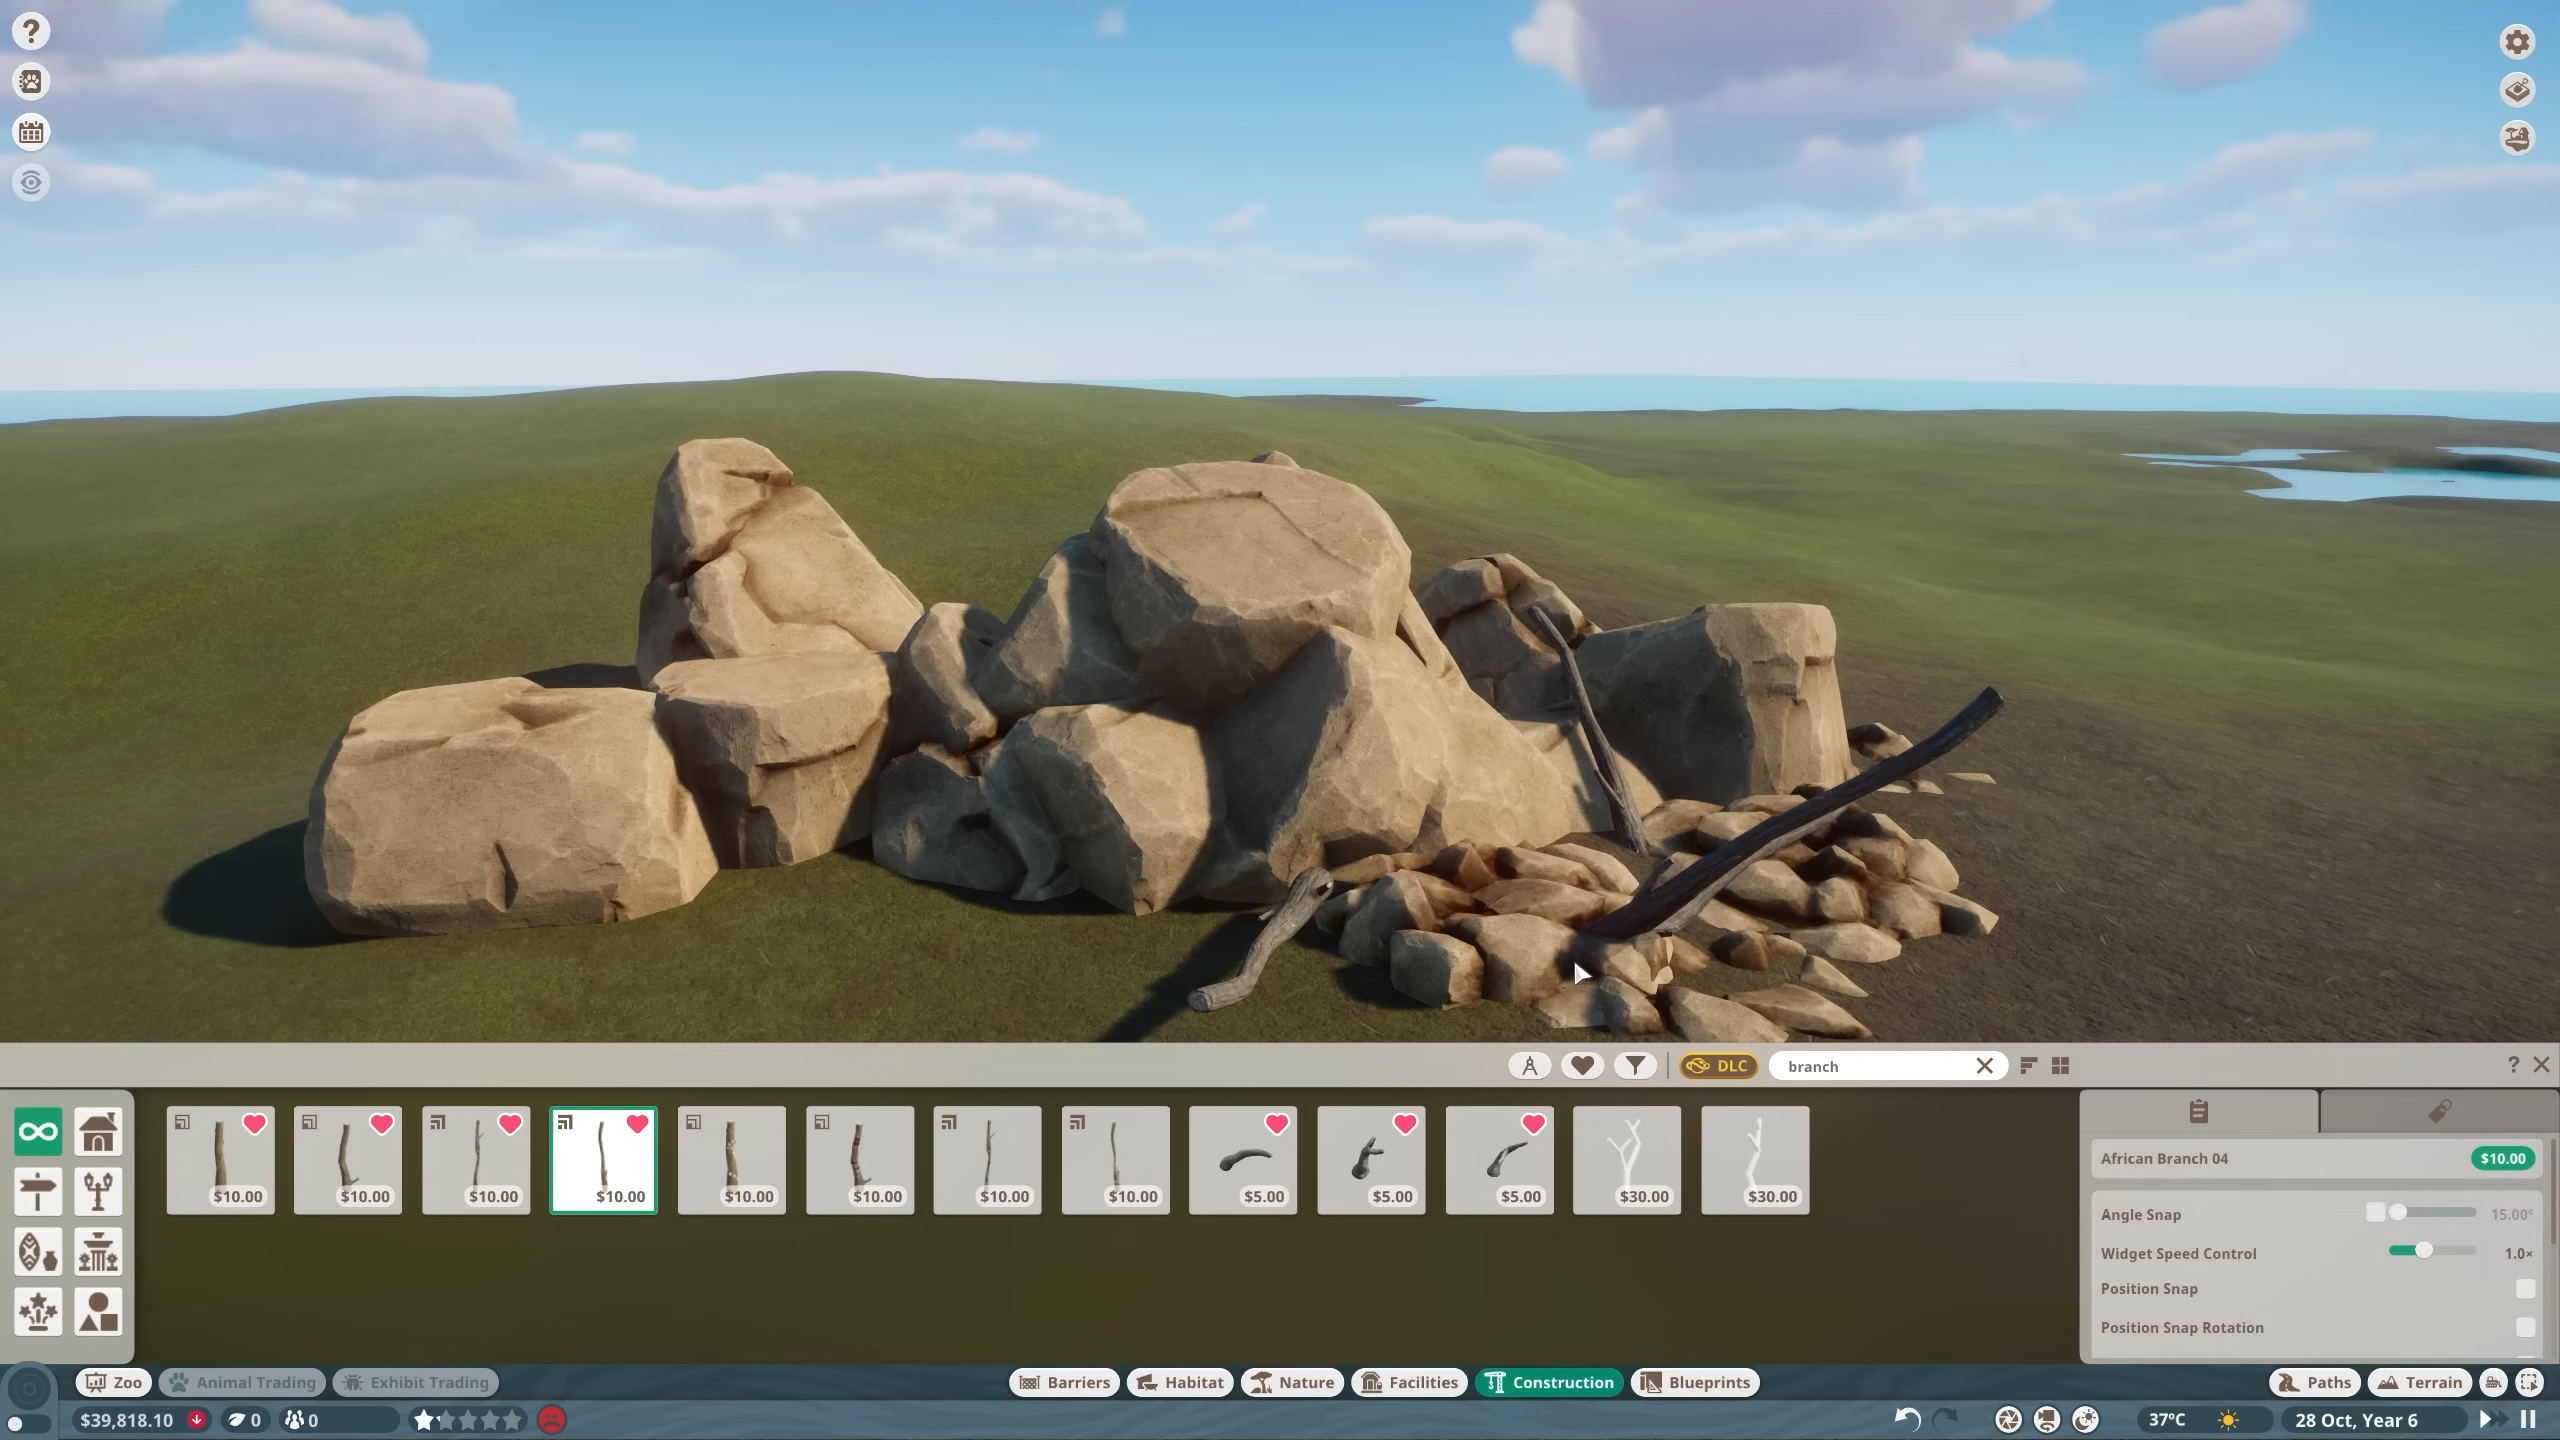 DLC
branch
?
$10.00
$10.00
$10.00
$10.00
$10.00
$10.00
$10.00
$10.00
$5.00
$5.00
$5.00
$30.00
$30.00
African Branch 04
$10.00
Angle Snap
15.00°
Widget Speed Control
1.0×
Position Snap
Position Snap Rotation
Zoo
Animal Trading
Exhibit Trading
Barriers
Habitat
Nature
Facilities
Construction
Blueprints
Paths
Terrain
$39,818.10
0
0
37°C
28 Oct, Year 6